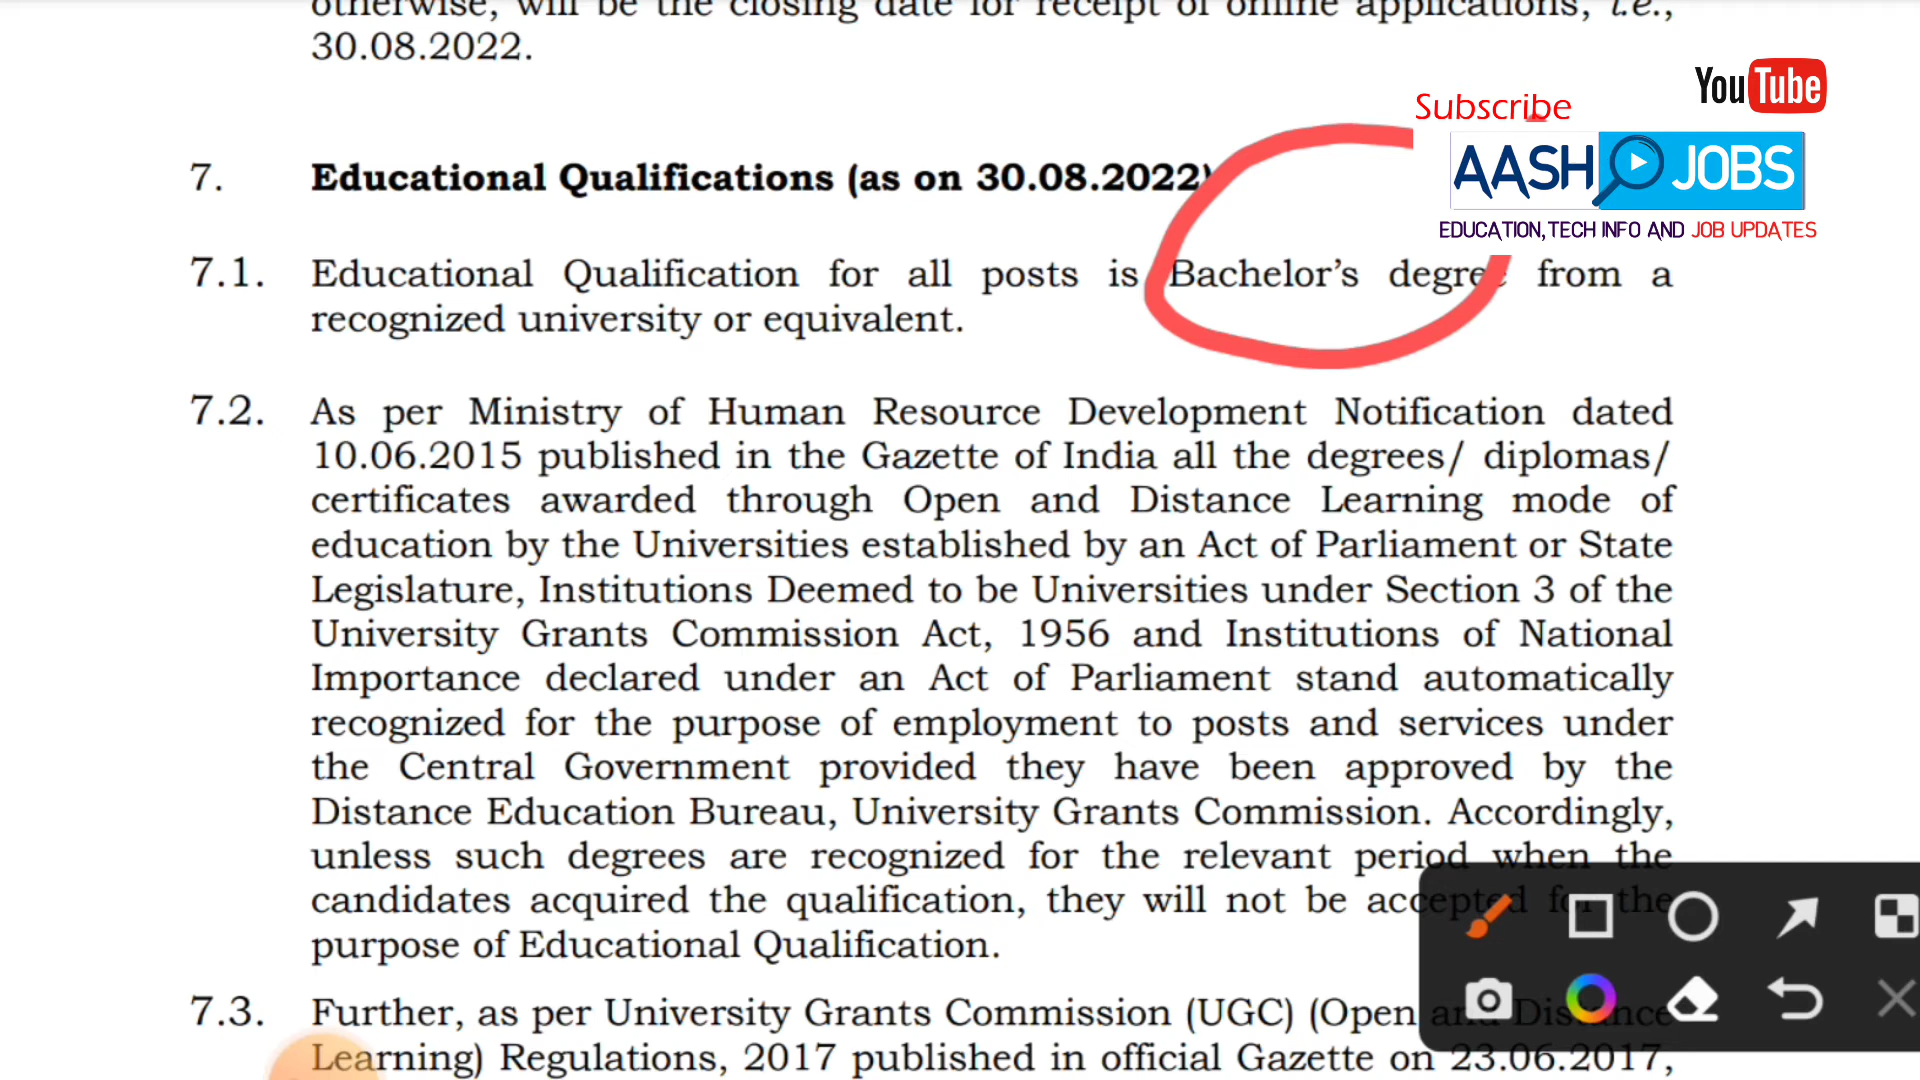 otherwise, will be the closing date for receipt of online applications, i.e.,
30.08.2022.
YouTube
Subscribe
AASH JOBS
EDUCATION,TECH INFO AND JOB UPDATES
7. Educational Qualifications (as on 30.08.2022)
7.1. Educational Qualification for all posts is Bachelor's degree from a
recognized university or equivalent.
7.2. As per Ministry of Human Resource Development Notification dated
10.06.2015 published in the Gazette of India all the degrees/ diplomas/
certificates awarded through Open and Distance Learning mode of
education by the Universities established by an Act of Parliament or State
Legislature, Institutions Deemed to be Universities under Section 3 of the
University Grants Commission Act, 1956 and Institutions of National
Importance declared under an Act of Parliament stand automatically
recognized for the purpose of employment to posts and services under
the Central Government provided they have been approved by the
Distance Education Bureau, University Grants Commission. Accordingly,
unless such degrees are recognized for the relevant period when the
candidates acquired the qualification, they will not be accepted for the
purpose of Educational Qualification.
7.3. Further, as per University Grants Commission (UGC) (Open and Distance
Learning) Regulations, 2017 published in official Gazette on 23.06.2017,